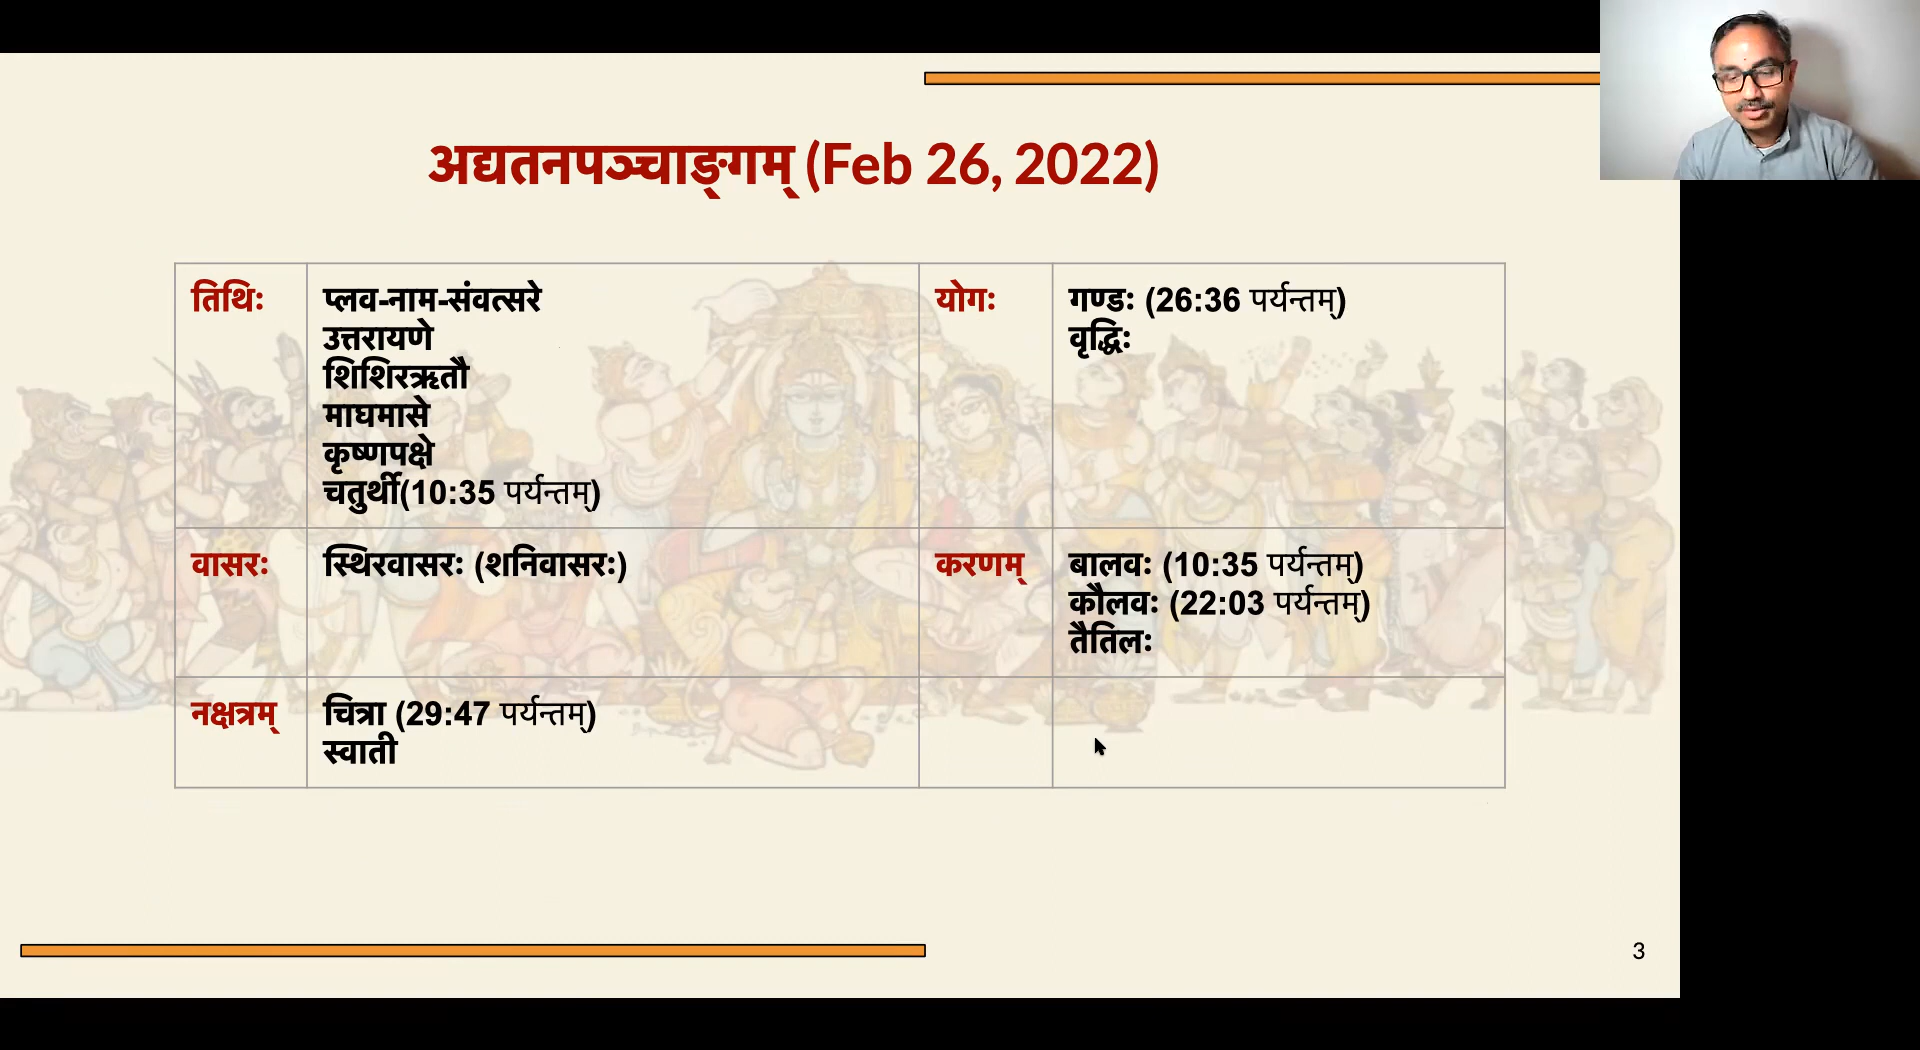 अद्यतनपञ्चाङ्गम् (Feb 26, 2022)
तिथिः
प्लव-नाम-संवत्सरे
उत्तरायणे
शिशिरऋतौ
माघमासे
कृष्णपक्षे
चतुर्थी(10:35 पर्यन्तम्)
योगः
गण्डः (26:36 पर्यन्तम्)
वृद्धिः
वासरः
स्थिरवासरः (शनिवासरः)
करणम्
बालवः (10:35 पर्यन्तम्)
कौलवः (22:03 पर्यन्तम्)
तैतिलः
नक्षत्रम्
चित्रा (29:47 पर्यन्तम्)
स्वाती
3